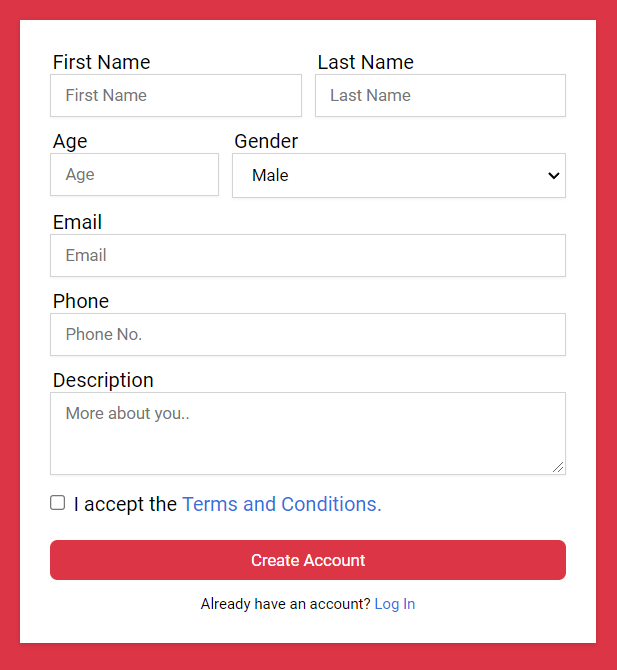 First Name Last Name
First Name Last Name
Age Gender
Age Male
Email
Email
Phone
Phone No.
Description
More about you..
I accept the Terms and Conditions.
Create Account
Already have an account? Log In